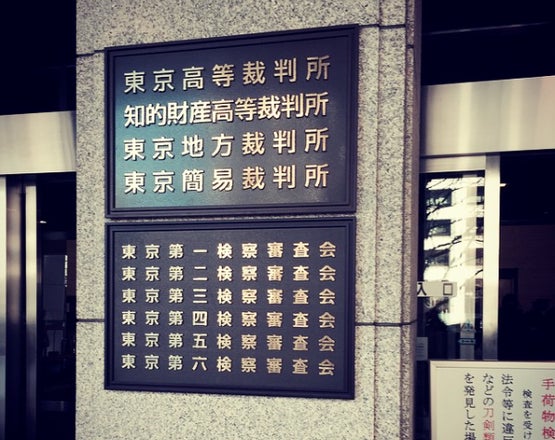 東京高等裁判所
知的財産高等裁判所
東京地方裁判所
東京簡易裁判所
東京第一検察審査会
東京第二検察審査会
東京第三検察審査会
東京第四検察審査会
東京第五検察審査会
東京第六検察審査会
入口
手荷物検
検査を受け
法令等に違
などの刀剣類
を発見した場